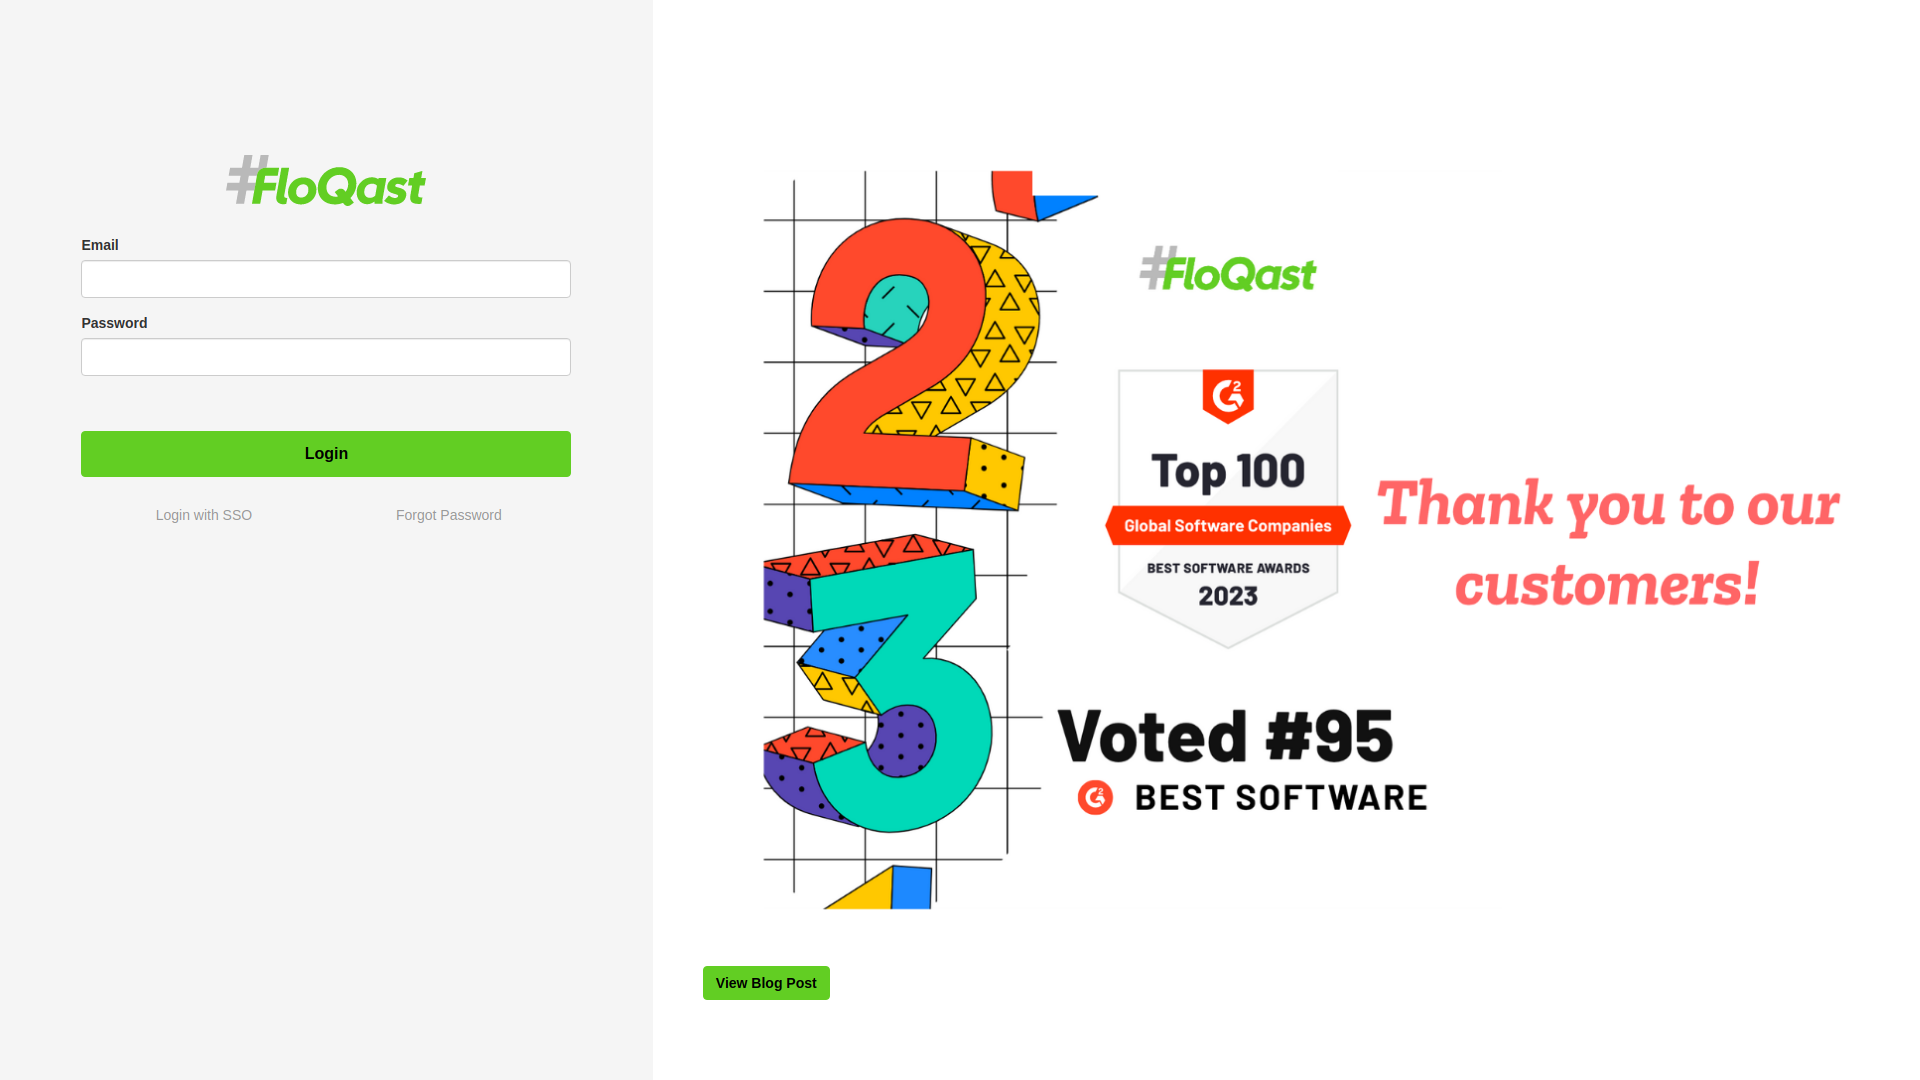 #FloQast
Email
Password
Login
Login with SSO
Forgot Password
23
#FloQast
G2
Top 100
Global Software Companies
BEST SOFTWARE AWARDS
2023
Thank you to our
customers!
Voted #95
G2 BEST SOFTWARE
View Blog Post